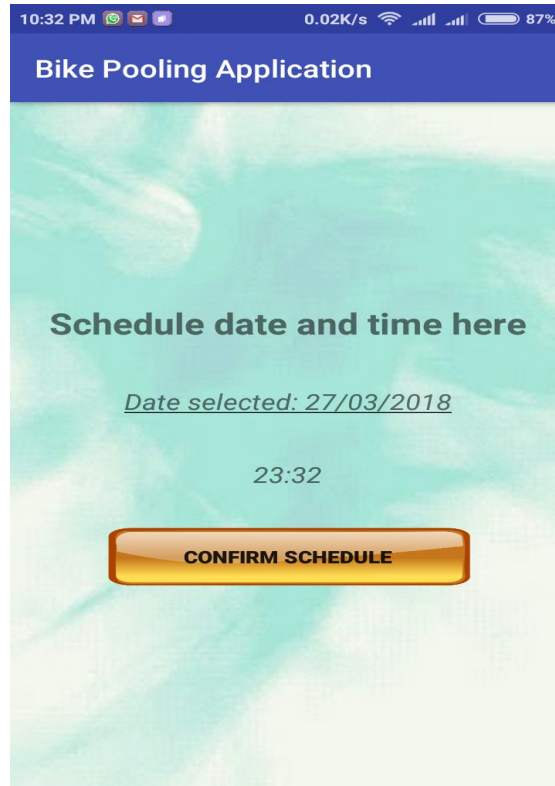 10:32 PM 0.02K/s 87%
Bike Pooling Application
Schedule date and time here
Date selected: 27/03/2018
23:32
CONFIRM SCHEDULE